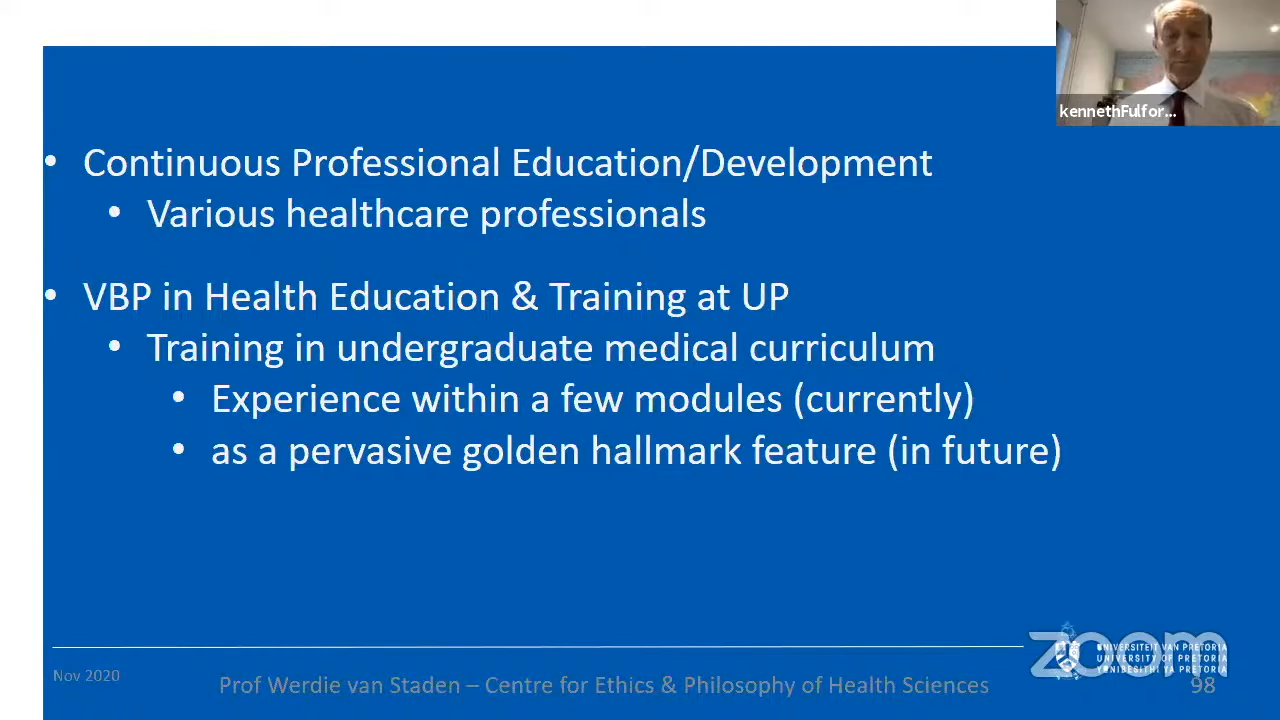 kennethFulfor...
• Continuous Professional Education/Development
• Various healthcare professionals
• VBP in Health Education & Training at UP
• Training in undergraduate medical curriculum
• Experience within a few modules (currently)
• as a pervasive golden hallmark feature (in future)
zoom
UNIVERSITEIT VAN PRETORIA
UNIVERSITY OF PRETORIA
YUNIBESITHI YA PRETORIA
Nov 2020
Prof Werdie van Staden – Centre for Ethics & Philosophy of Health Sciences
98